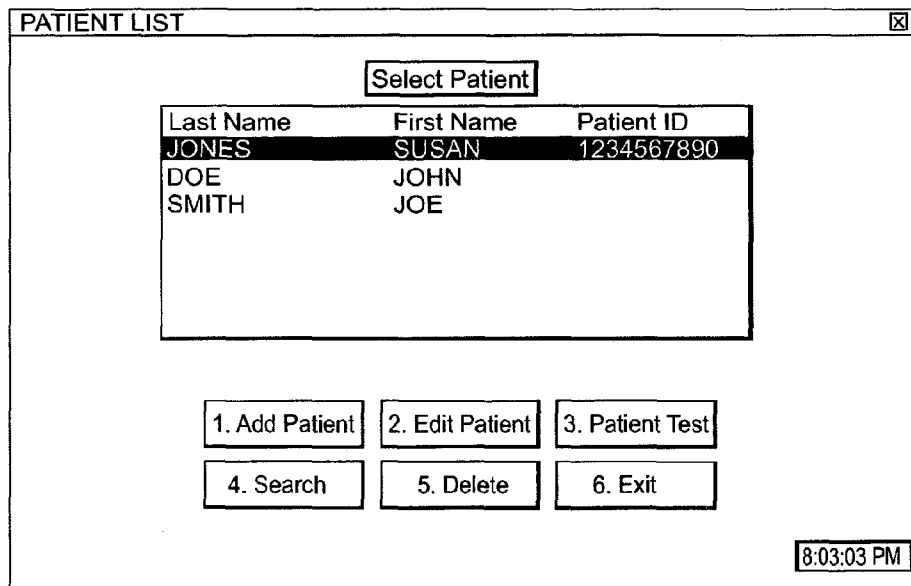 PATIENT LIST
Select Patient
Last Name First Name Patient ID
JONES SUSAN 1234567890
DOE JOHN
SMITH JOE
1. Add Patient 2. Edit Patient 3. Patient Test
4. Search 5. Delete 6. Exit
8:03:03 PM